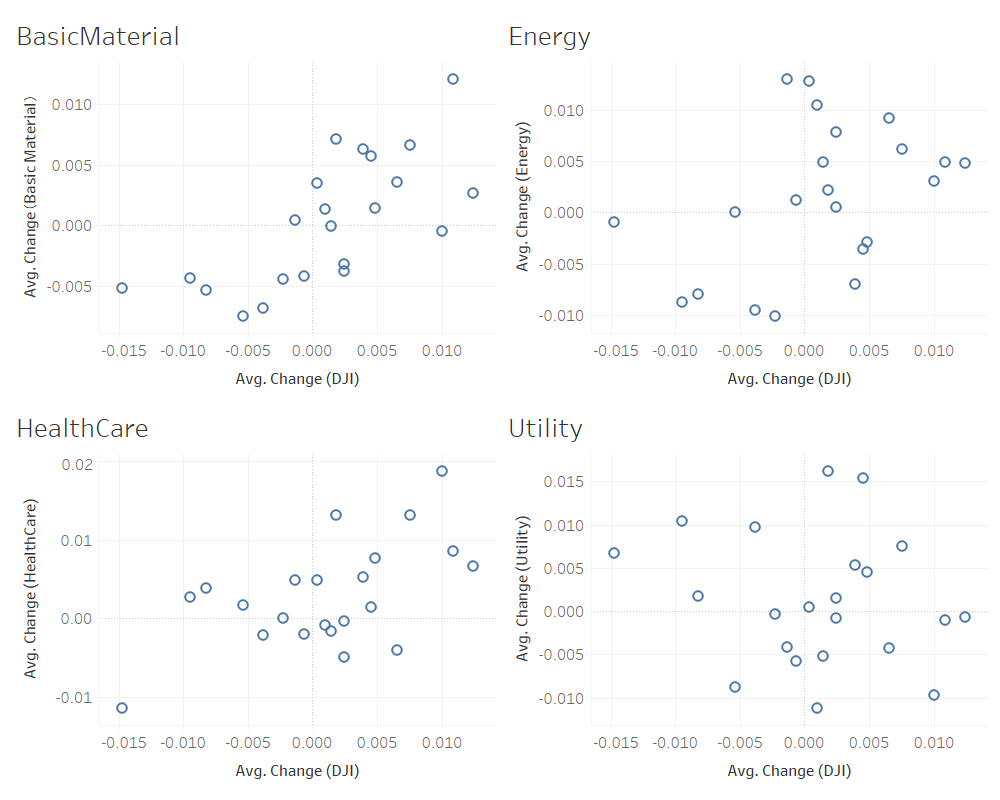 BasicMaterial
Avg. Change (Basic Material)
0.010
0.005
0.000
-0.005
-0.015 -0.010 -0.005 0.000 0.005 0.010
Avg. Change (DJI)
Energy
Avg. Change (Energy)
0.010
0.005
0.000
-0.005
-0.010
-0.015 -0.010 -0.005 0.000 0.005 0.010
Avg. Change (DJI)
HealthCare
Avg. Change (HealthCare)
0.02
0.01
0.00
-0.01
-0.015 -0.010 -0.005 0.000 0.005 0.010
Avg. Change (DJI)
Utility
Avg. Change (Utility)
0.015
0.010
0.005
0.000
-0.005
-0.010
-0.015 -0.010 -0.005 0.000 0.005 0.010
Avg. Change (DJI)